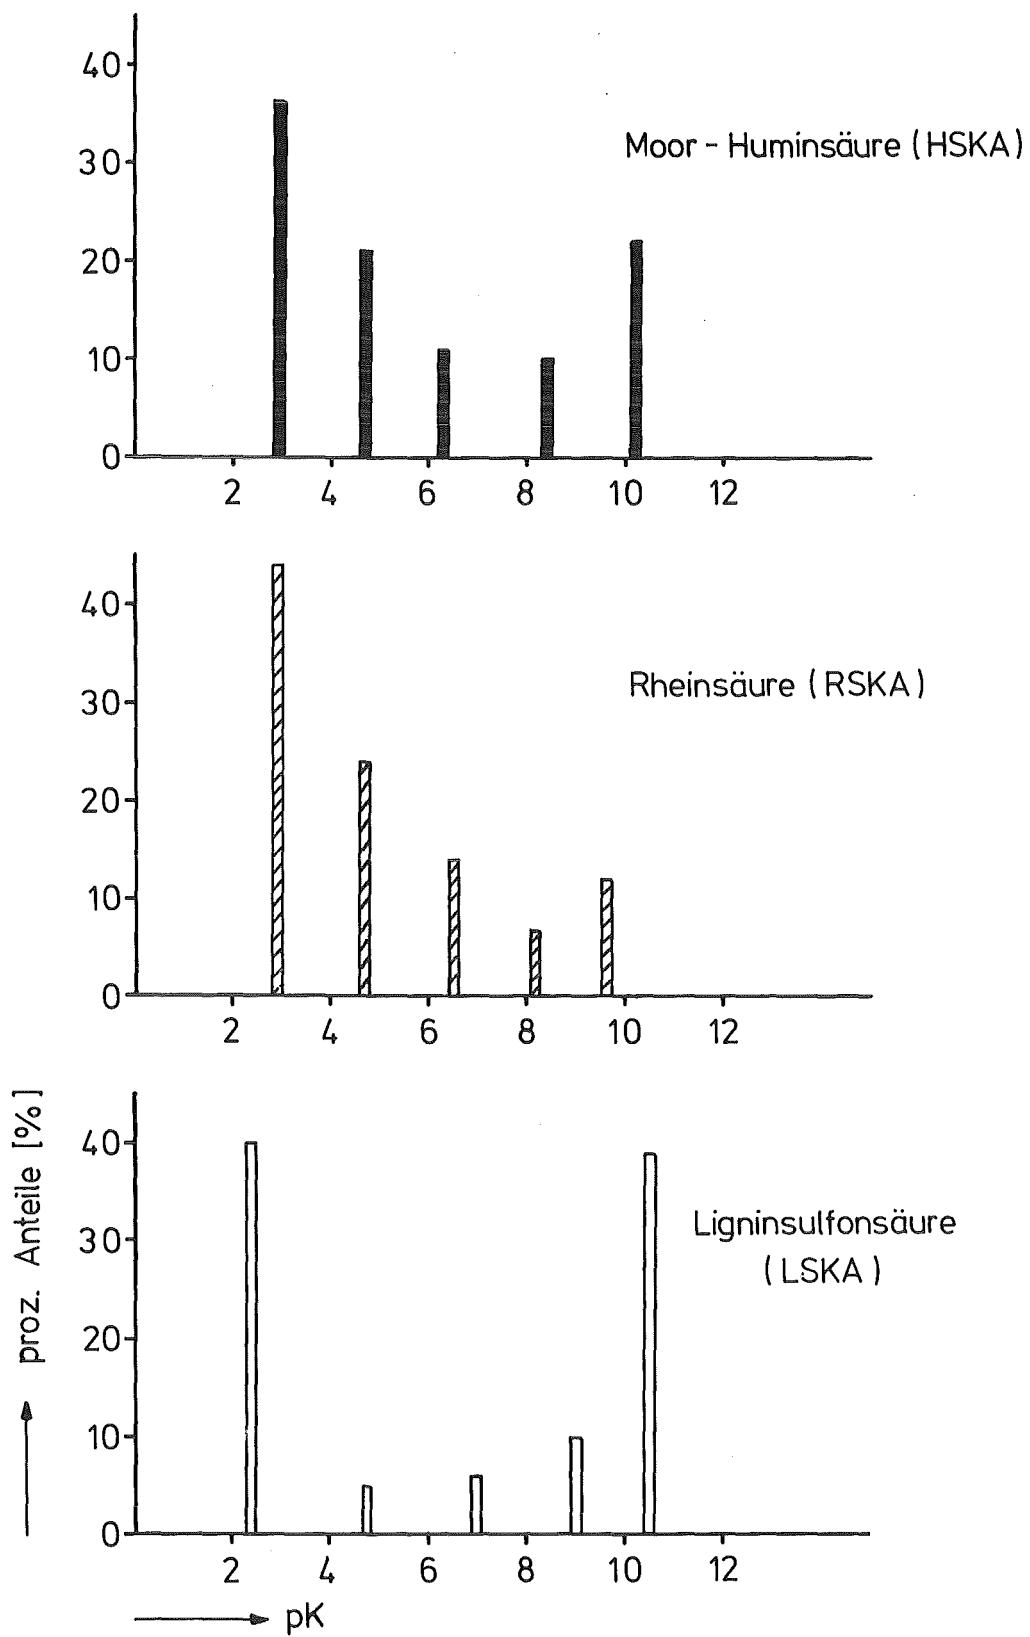 40
30
20
10
0
2 4 6 8 10 12
Moor - Huminsäure (HSKA)
40
30
20
10
0
2 4 6 8 10 12
Rheinsäure (RSKA)
40
30
20
10
0
2 4 6 8 10 12
Ligninsulfonsäure
(LSKA)
proz. Anteile [%]
pK